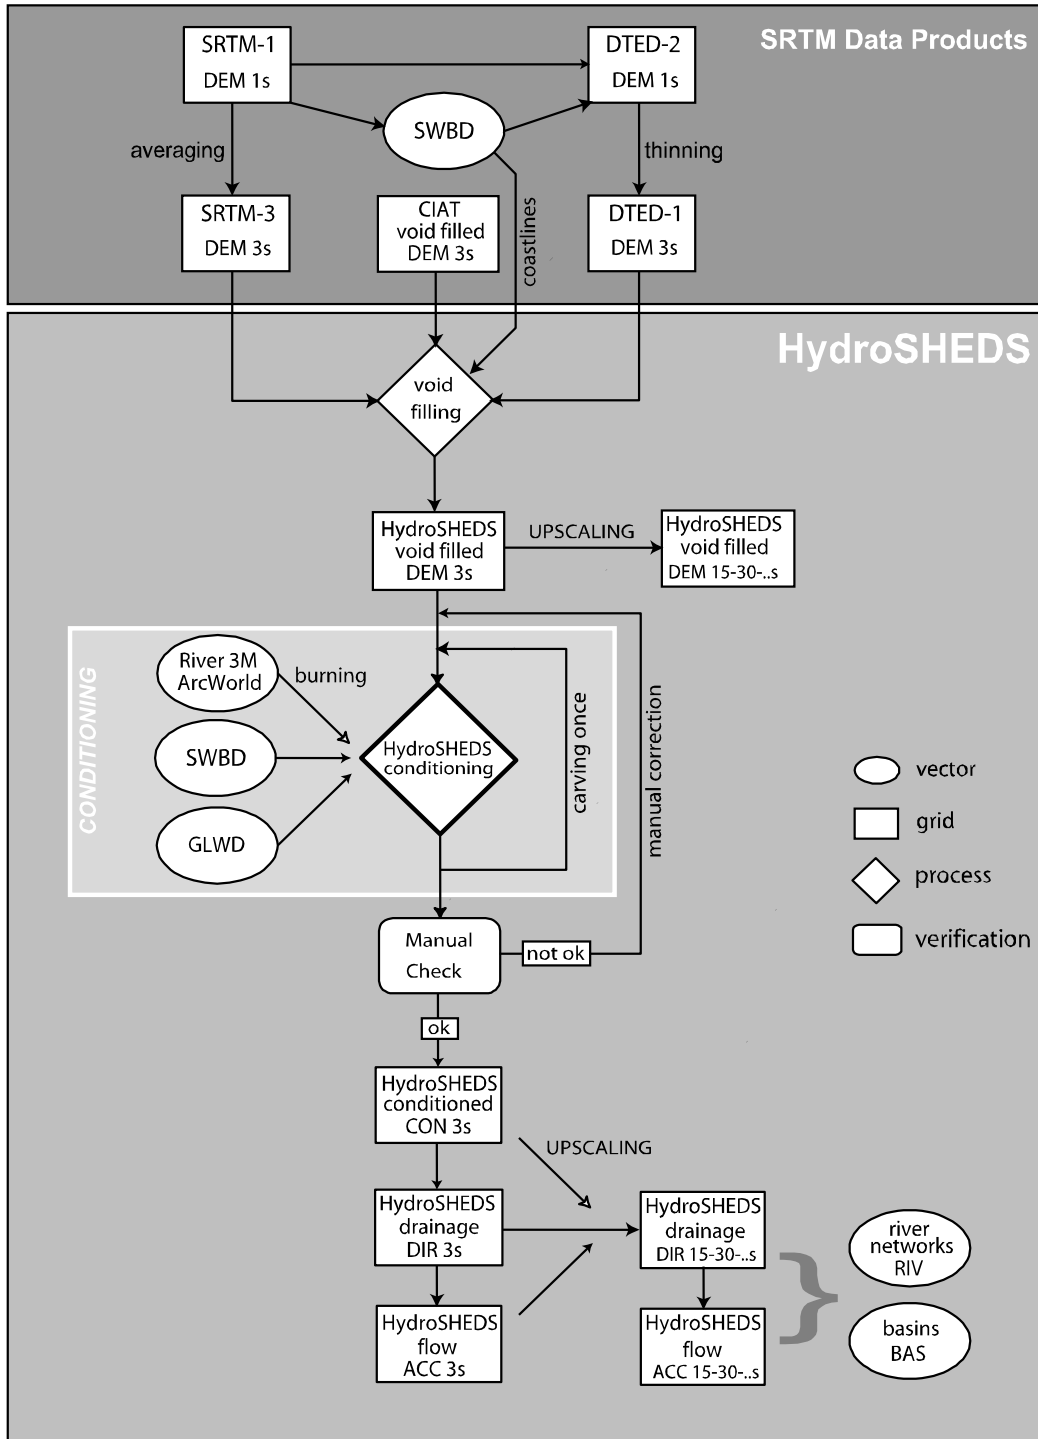 SRTM Data Products
SRTM-1
DEM 1s
DTED-2
DEM 1s
SWBD
averaging
thinning
SRTM-3
DEM 3s
CIAT
void filled
DEM 3s
coastlines
DTED-1
DEM 3s
HydroSHEDS
void
filling
HydroSHEDS
void filled
DEM 3s
UPSCALING
HydroSHEDS
void filled
DEM 15-30-..s
CONDITIONING
River 3M
ArcWorld
burning
SWBD
GLWD
HydroSHEDS
conditioning
carving once
manual correction
vector
grid
process
verification
Manual
Check
not ok
ok
HydroSHEDS
conditioned
CON 3s
UPSCALING
HydroSHEDS
drainage
DIR 3s
HydroSHEDS
drainage
DIR 15-30-..s
river
networks
RIV
HydroSHEDS
flow
ACC 3s
HydroSHEDS
flow
ACC 15-30-..s
basins
BAS